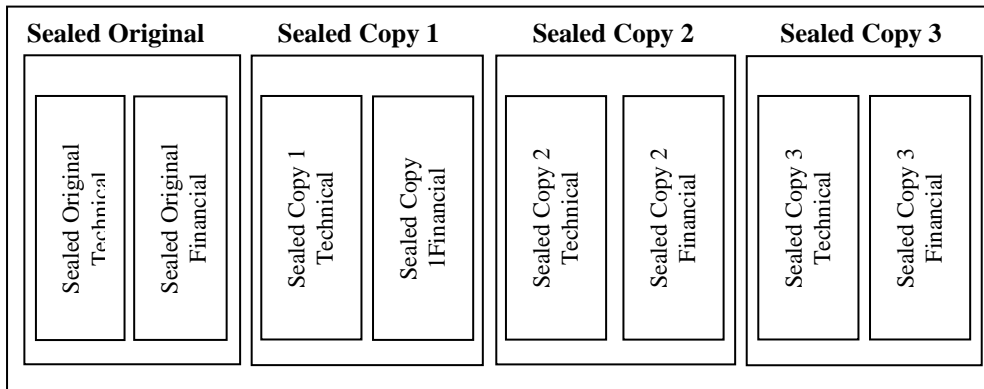 Sealed Original
Sealed Copy 1
Sealed Copy 2
Sealed Copy 3
Sealed Original
Technical
Sealed Original
Financial
Sealed Copy 1
Technical
Sealed Copy
1Financial
Sealed Copy 2
Technical
Sealed Copy 2
Financial
Sealed Copy 3
Technical
Sealed Copy 3
Financial